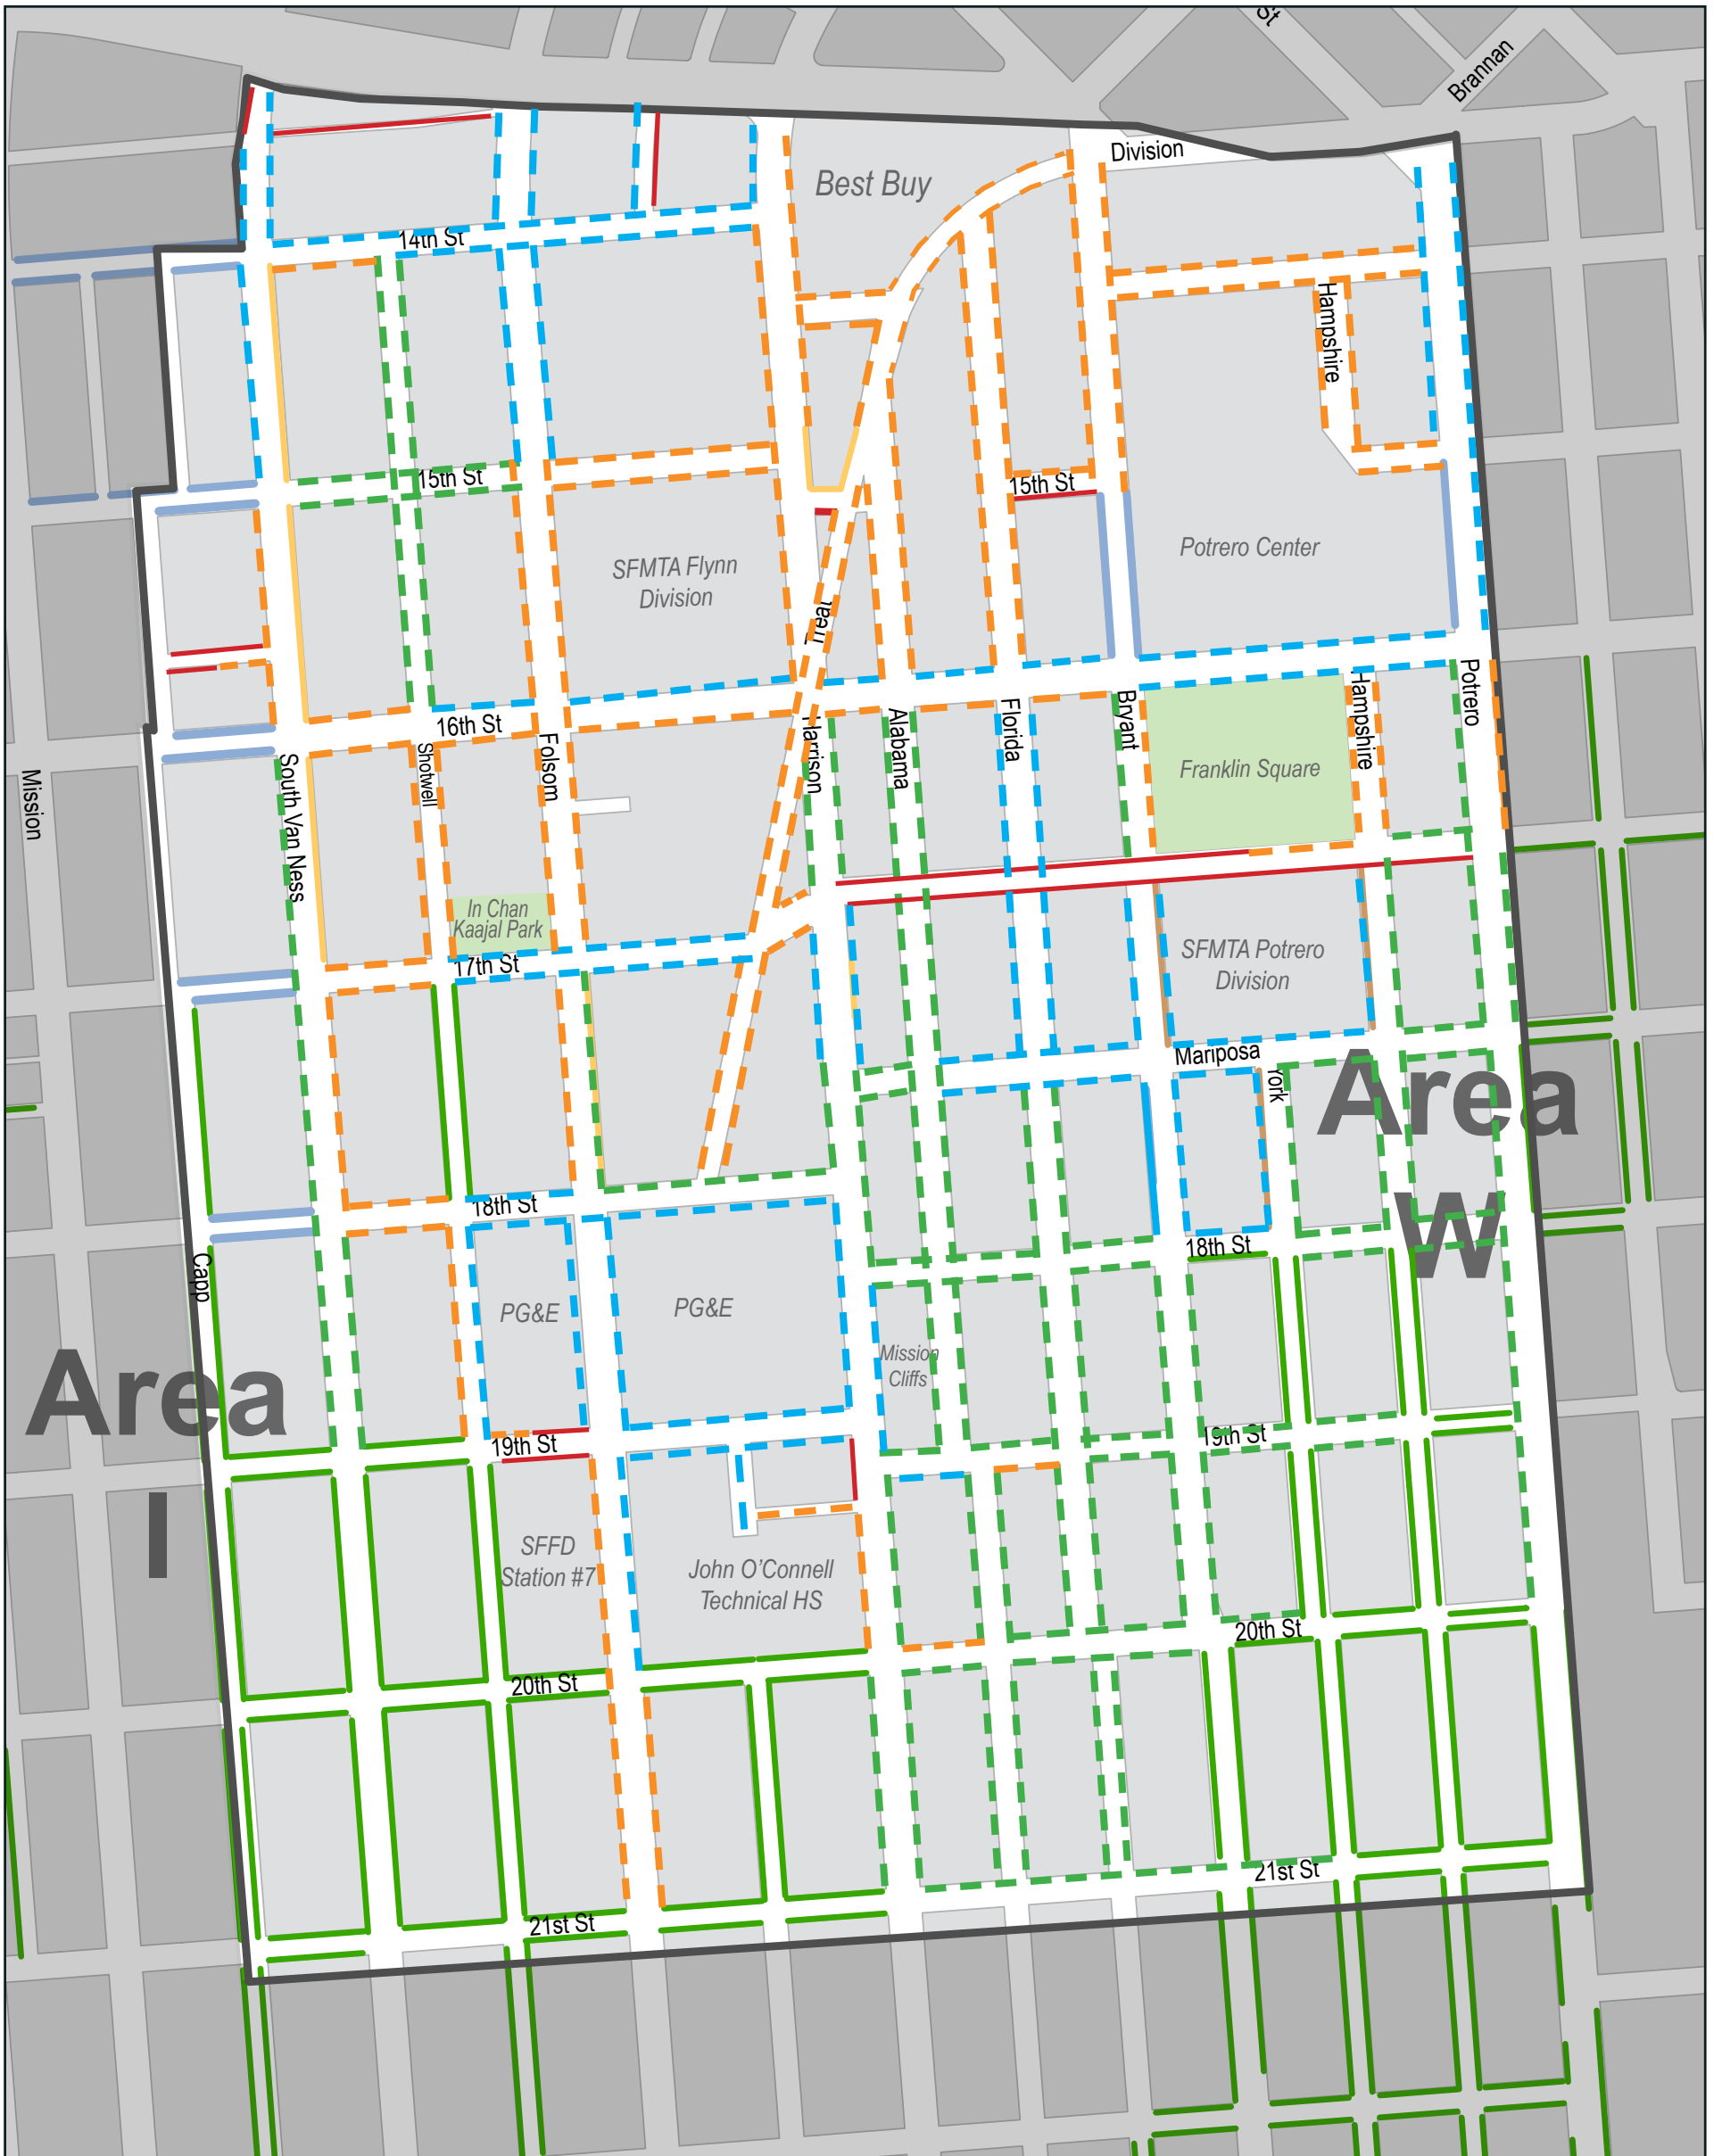 St
Brannan
Division
Best Buy
14th St
Hampshire
15th St
15th St
SFMTA Flynn
Division
Potrero Center
Treat
16th St
South Van Ness
Shotwell
Folsom
Harrison
Alabama
Florida
Bryant
Franklin Square
Hampshire
Potrero
Mission
In Chan
Kaajal Park
17th St
SFMTA Potrero
Division
Mariposa
York
Area
W
18th St
18th St
Capp
PG&E
PG&E
Mission
Cliffs
Area
I
19th St
19th St
SFFD
Station #7
John O’Connell
Technical HS
20th St
20th St
21st St
21st St